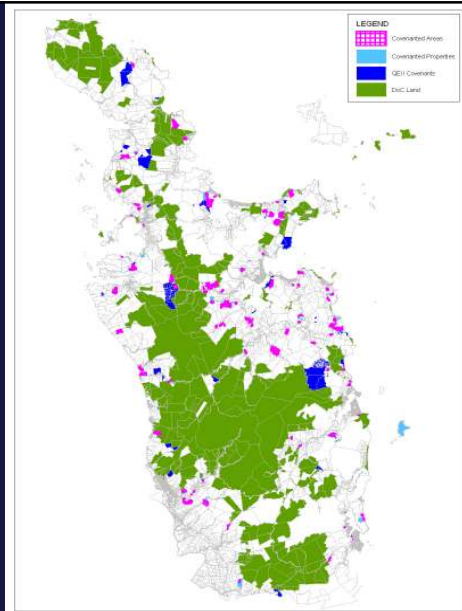 LEGEND
Covenanted Areas
Covenanted Properties
QEII Covenants
DoC Land